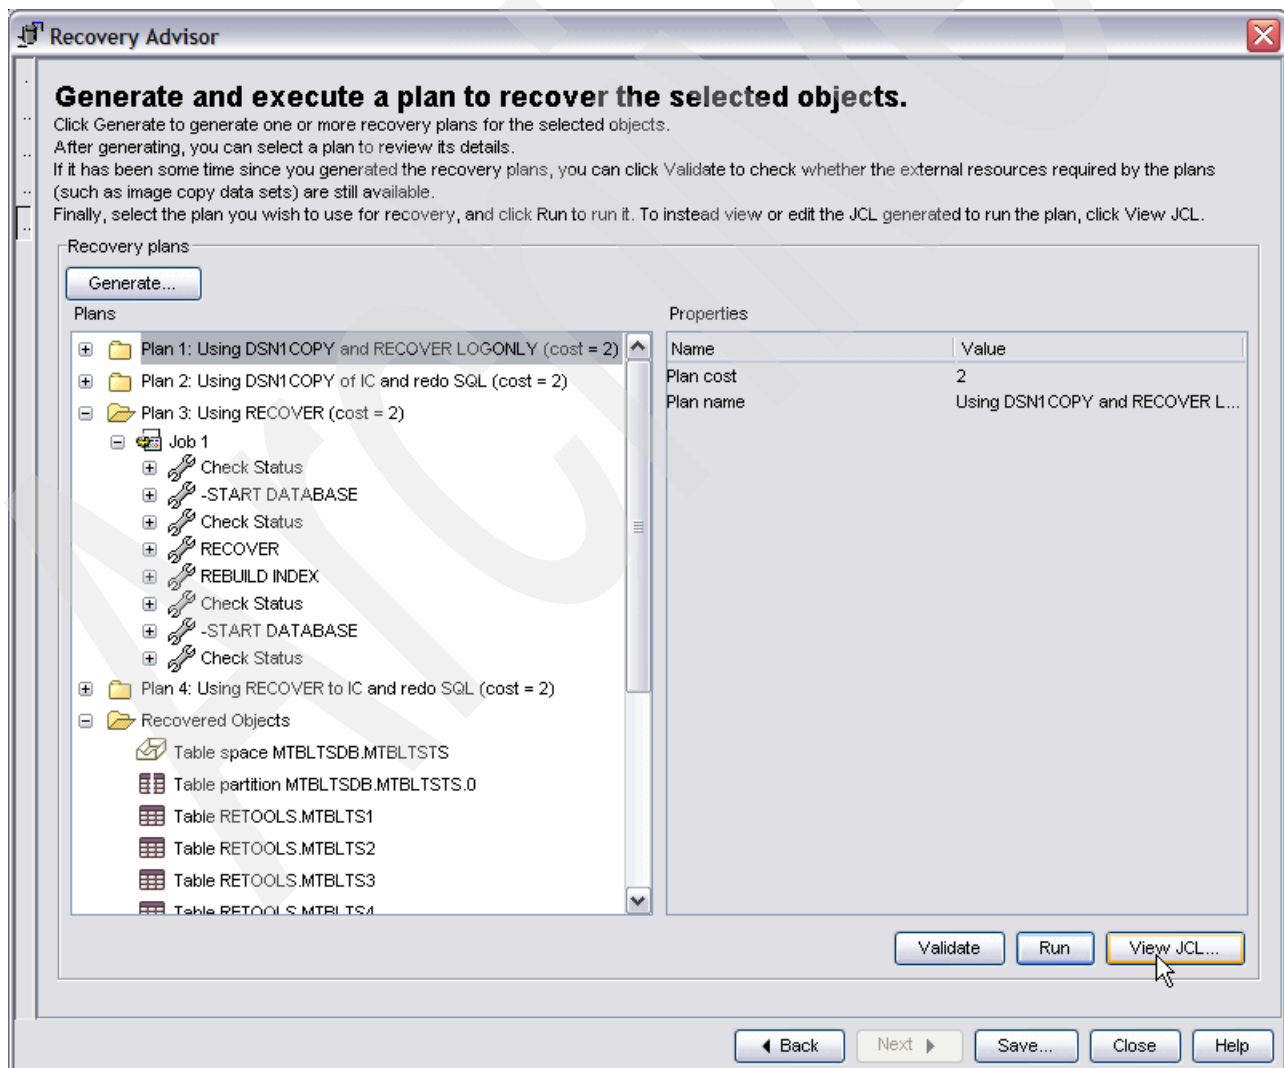 Recovery Advisor
Generate and execute a plan to recover the selected objects.
Click Generate to generate one or more recovery plans for the selected objects.
After generating, you can select a plan to review its details.
If it has been some time since you generated the recovery plans, you can click Validate to check whether the external resources required by the plans
(such as image copy data sets) are still available.
Finally, select the plan you wish to use for recovery, and click Run to run it. To instead view or edit the JCL generated to run the plan, click View JCL.
Recovery plans
Generate...
Plans
Plan 1: Using DSN1COPY and RECOVER LOGONLY (cost = 2)
Plan 2: Using DSN1COPY of IC and redo SQL (cost = 2)
Plan 3: Using RECOVER (cost = 2)
Job 1
Check Status
-START DATABASE
Check Status
RECOVER
REBUILD INDEX
Check Status
-START DATABASE
Check Status
Plan 4: Using RECOVER to IC and redo SQL (cost = 2)
Recovered Objects
Table space MTBLTSDB.MTBLTSTS
Table partition MTBLTSDB.MTBLTSTS.0
Table RETOOLS.MTBLTS1
Table RETOOLS.MTBLTS2
Table RETOOLS.MTBLTS3
Table RETOOLS.MTBLTS4
Properties
Name Value
Plan cost 2
Plan name Using DSN1COPY and RECOVER L...
Validate Run View JCL...
Back Next Save... Close Help